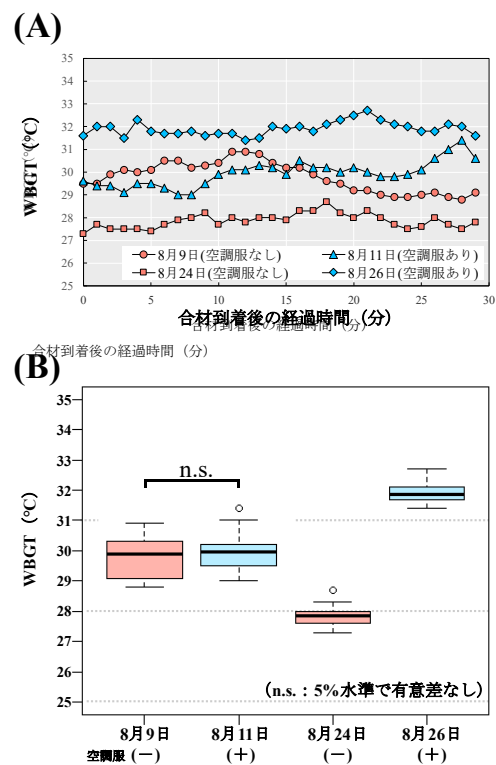 (A)
35
34
33
32
31
30
29
28
27
26
25
WBGT (℃)
8月9日(空調服なし)
8月11日(空調服あり)
8月24日(空調服なし)
8月26日(空調服あり)
0 5 10 15 20 25 30
合材到着後の経過時間（分）
合材到着後の経過時間（分）
合材到着後の経過時間（分）
(B)
35
34
33
32
31
30
29
28
27
26
25
WBGT（℃）
n.s.
（n.s.：5%水準で有意差なし）
8月9日 8月11日 8月24日 8月26日
空調服 (－) (＋) (－) (＋)